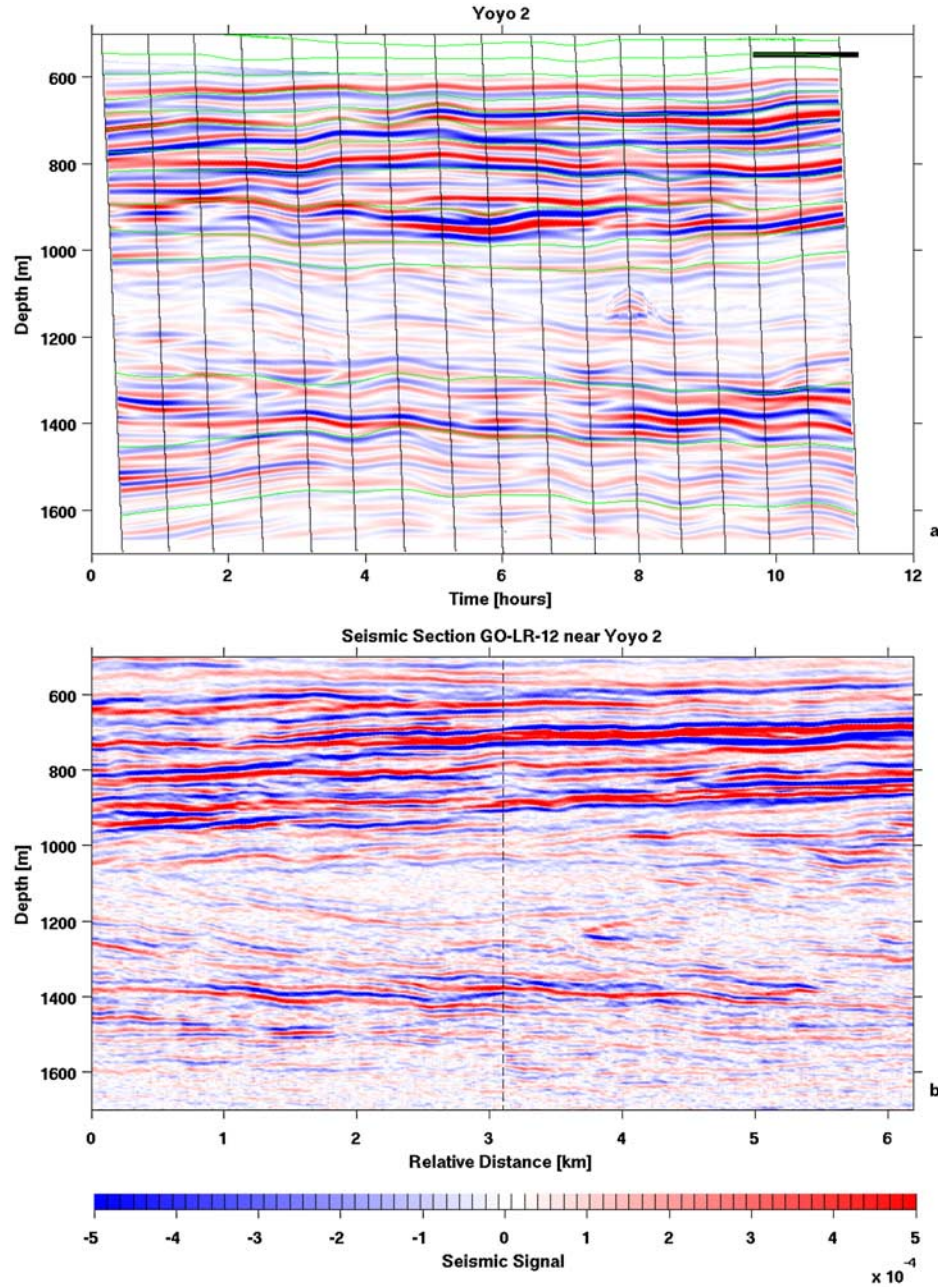 Yoyo 2
600
800
1000
1200
1400
1600
Depth [m]
a
0 2 4 6 8 10 12
Time [hours]
Seismic Section GO-LR-12 near Yoyo 2
600
800
1000
1200
1400
1600
Depth [m]
b
0 1 2 3 4 5 6
Relative Distance [km]
-5 -4 -3 -2 -1 0 1 2 3 4 5
Seismic Signal
x 10⁻⁴